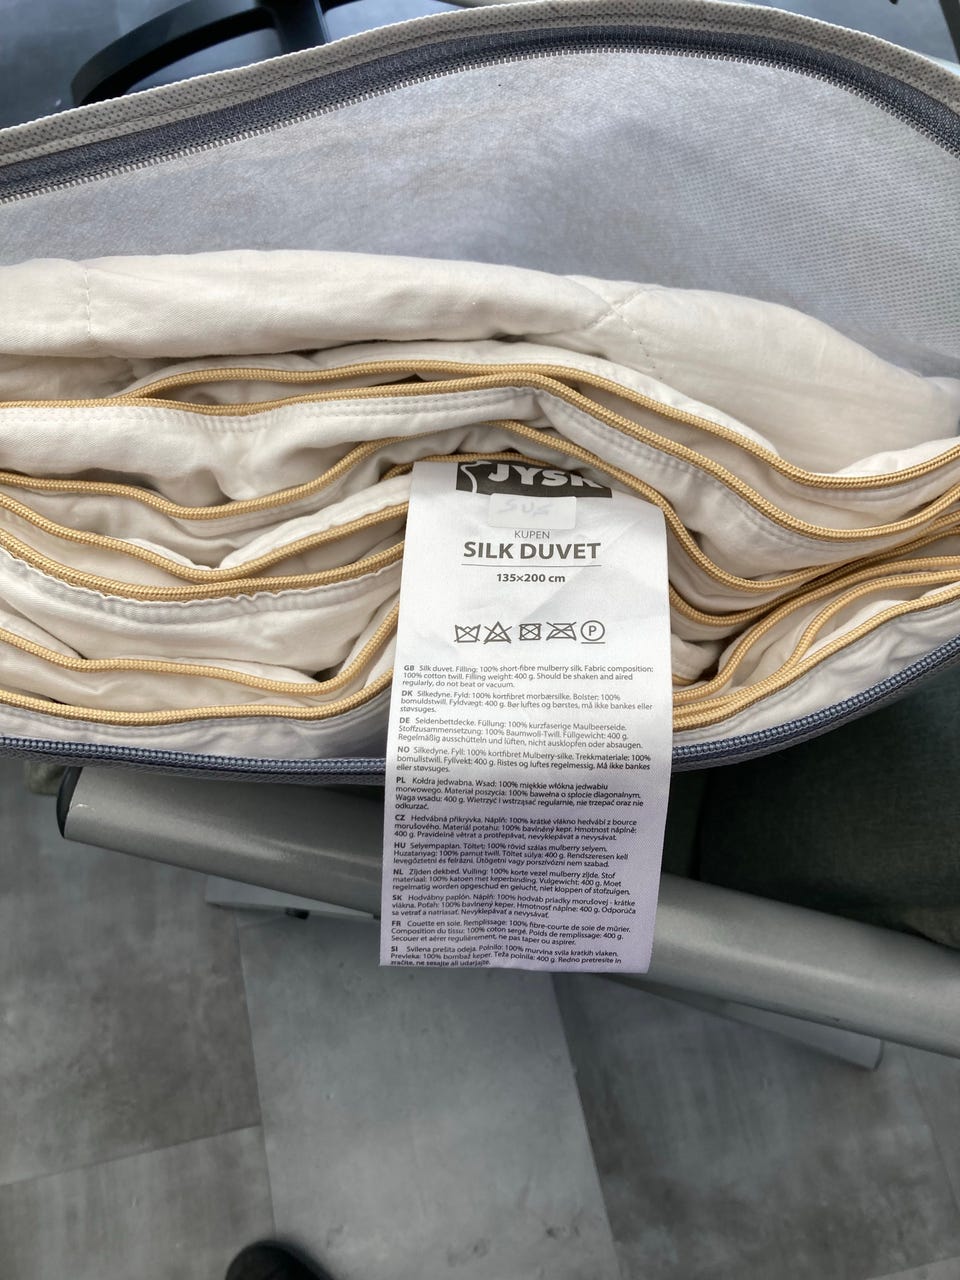 JYSK
KUPEN
SILK DUVET
135×200 cm
P
GB Silk duvet. Filling: 100% short-fibre mulberry silk. Fabric composition:
100% cotton twill. Filling weight: 400 g. Should be shaken and aired
regularly, do not beat or vacuum.
DK Silkedyne. Fyld: 100% kortfibret morbærsilke. Bolster: 100%
bomuldstwill. Fyldvægt: 400 g. Bør luftes og børstes, må ikke bankes eller
støvsuges.
DE Seidenbettdecke. Füllung: 100% kurzfaserige Maulbeerseide.
Stoffzusammensetzung: 100% Baumwoll-Twill. Füllgewicht: 400 g.
Regelmäßig ausschütteln und lüften, nicht ausklopfen oder absaugen.
NO Silkedyne. Fyll: 100% kortfibret Mulberry-silke. Trekkmateriale: 100%
bomullstwill. Fyllvekt: 400 g. Ristes og luftes regelmessig. Må ikke bankes
eller støvsuges.
PL Kołdra jedwabna. Wsad: 100% miękkie włókna jedwabiu
morwowego. Materiał poszycia: 100% bawełna o splocie diagonalnym.
Waga wsadu: 400 g. Wietrzyć i wstrząsać regularnie, nie trzepać oraz nie
odkurzać.
CZ Hedvábná přikrývka. Náplň: 100% krátké vlákno hedvábí z bource
morušového. Materiál potahu: 100% bavlněný kepr. Hmotnost náplně:
400 g. Pravidelně větrat a protřepávat, nevyklepávat a nevysávat.
HU Selyempaplan. Töltet: 100% rövid szálas mulberry selyem.
Huzatanyag: 100% pamut twill. Töltet súlya: 400 g. Rendszeresen kell
levegőztetni és felrázni. Ütögetni vagy porszívózni nem szabad.
NL Zijden dekbed. Vulling: 100% korte vezel mulberry zijde. Stof
materiaal: 100% katoen met keperbinding. Vulgewicht: 400 g. Moet
regelmatig worden opgeschud en gelucht, niet kloppen of stofzuigen.
SK Hodvábny paplón. Náplň: 100% hodváb priadky morušovej - krátke
vlákna. Poťah: 100% bavlnený keper. Hmotnosť náplne: 400 g. Odporúča
sa vetrať a natriasať. Nevyklepávať a nevysávať.
FR Couette en soie. Remplissage: 100% fibre-courte de soie de mûrier.
Composition du tissu: 100% coton sergé. Poids de remplissage: 400 g.
Secouer et aérer regulièrement, ne pas taper ou aspirer.
SI Svilena prešita odeja. Polnilo: 100% murvina svila kratkih vlaken.
Prevleka: 100% bombaž keper. Teža polnila: 400 g. Redno pretresite in
zračite, ne sesajte ali udarjajte.